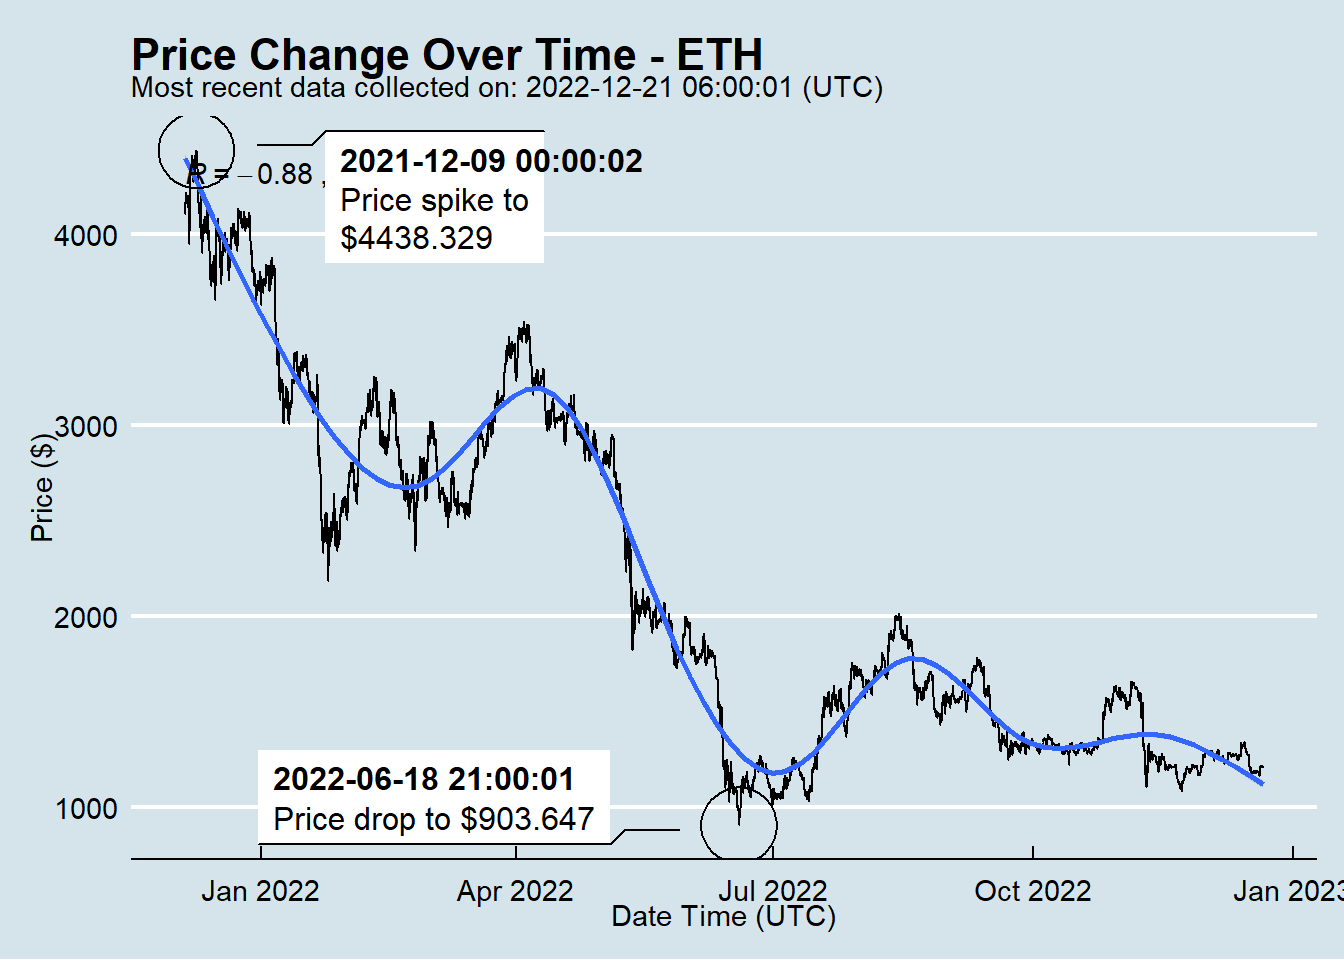 Price Change Over Time - ETH
Most recent data collected on: 2022-12-21 06:00:01 (UTC)
R = −0.88 ,
2021-12-09 00:00:02
Price spike to
$4438.329
4000
3000
2000
1000
Price ($)
2022-06-18 21:00:01
Price drop to $903.647
Jan 2022
Apr 2022
Jul 2022
Oct 2022
Jan 2023
Date Time (UTC)